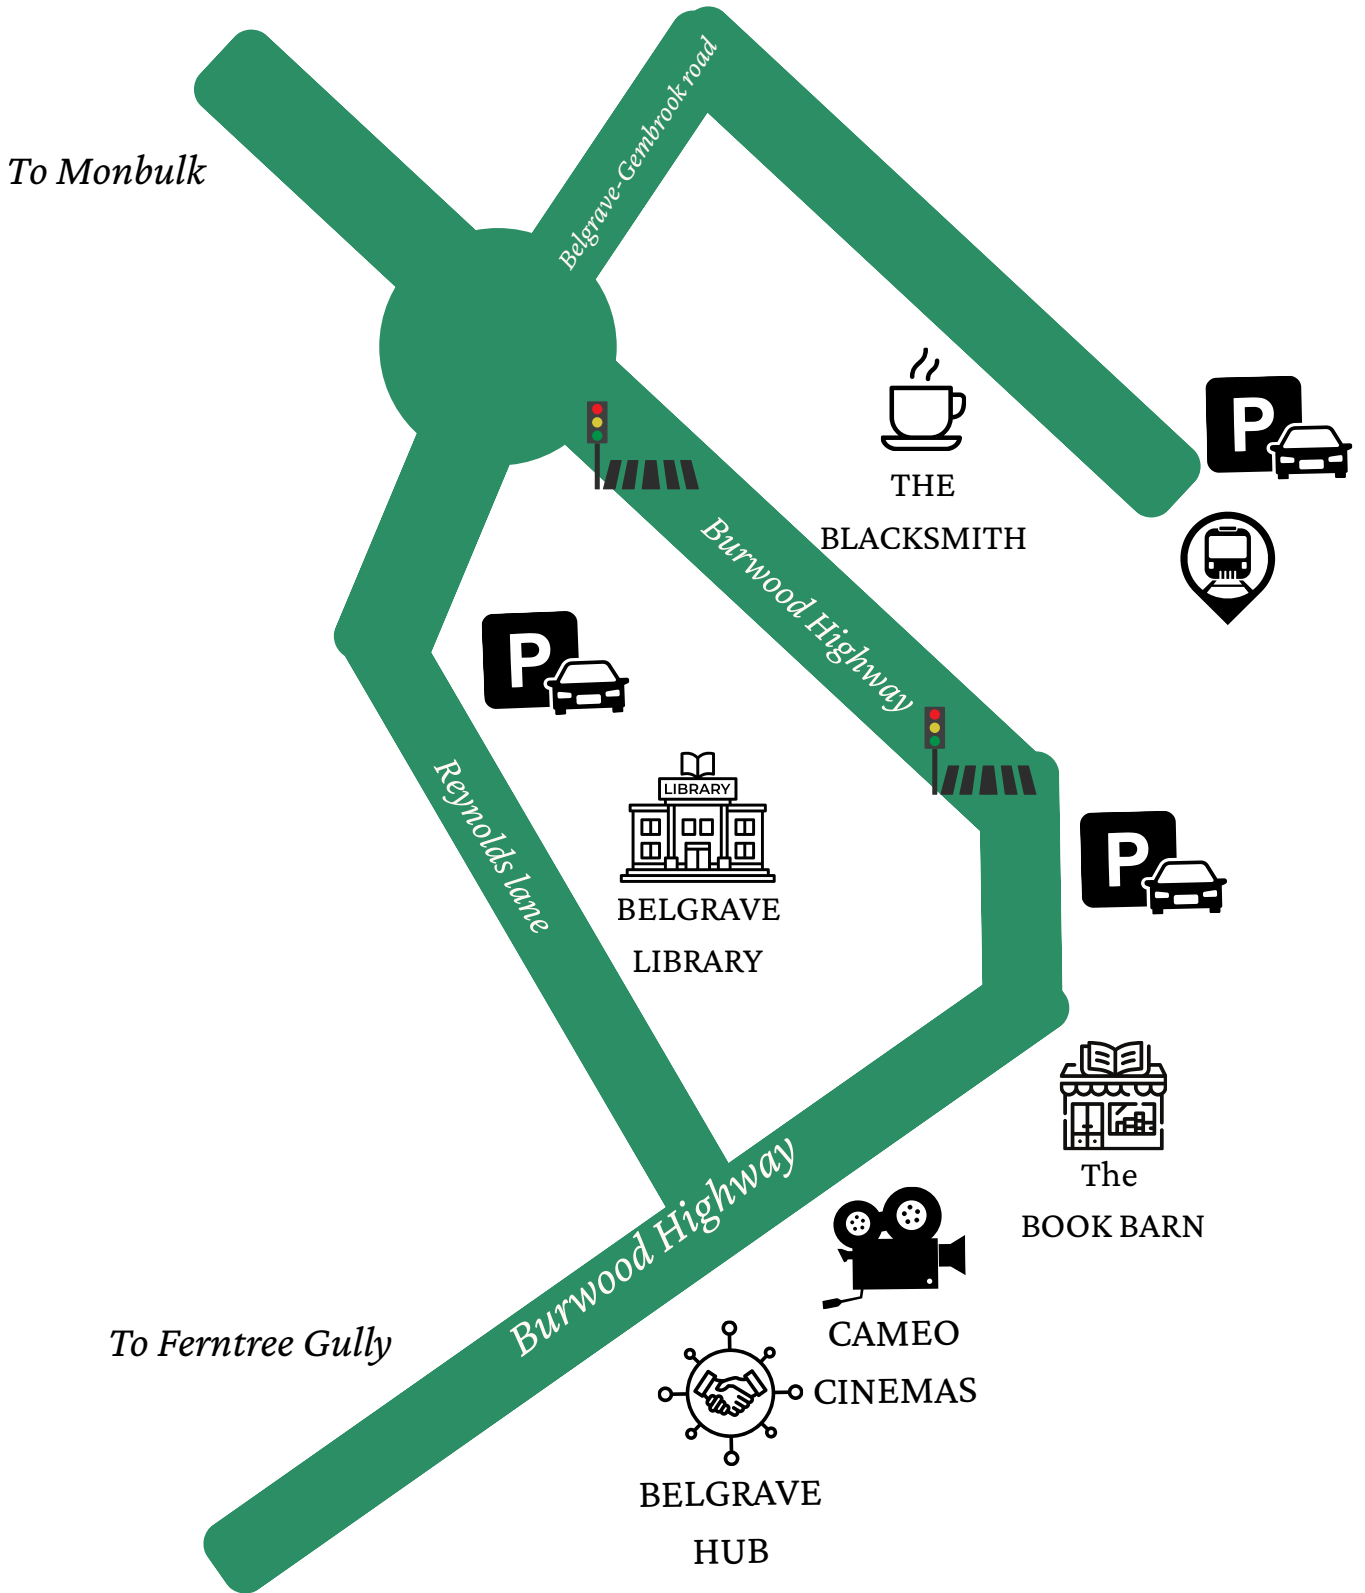 Belgrave-Gembrook road
To Monbulk
P
THE
BLACKSMITH
Burwood Highway
P
Reynolds lane
LIBRARY
BELGRAVE
LIBRARY
P
The
BOOK BARN
Burwood Highway
To Ferntree Gully
CAMEO
CINEMAS
BELGRAVE
HUB